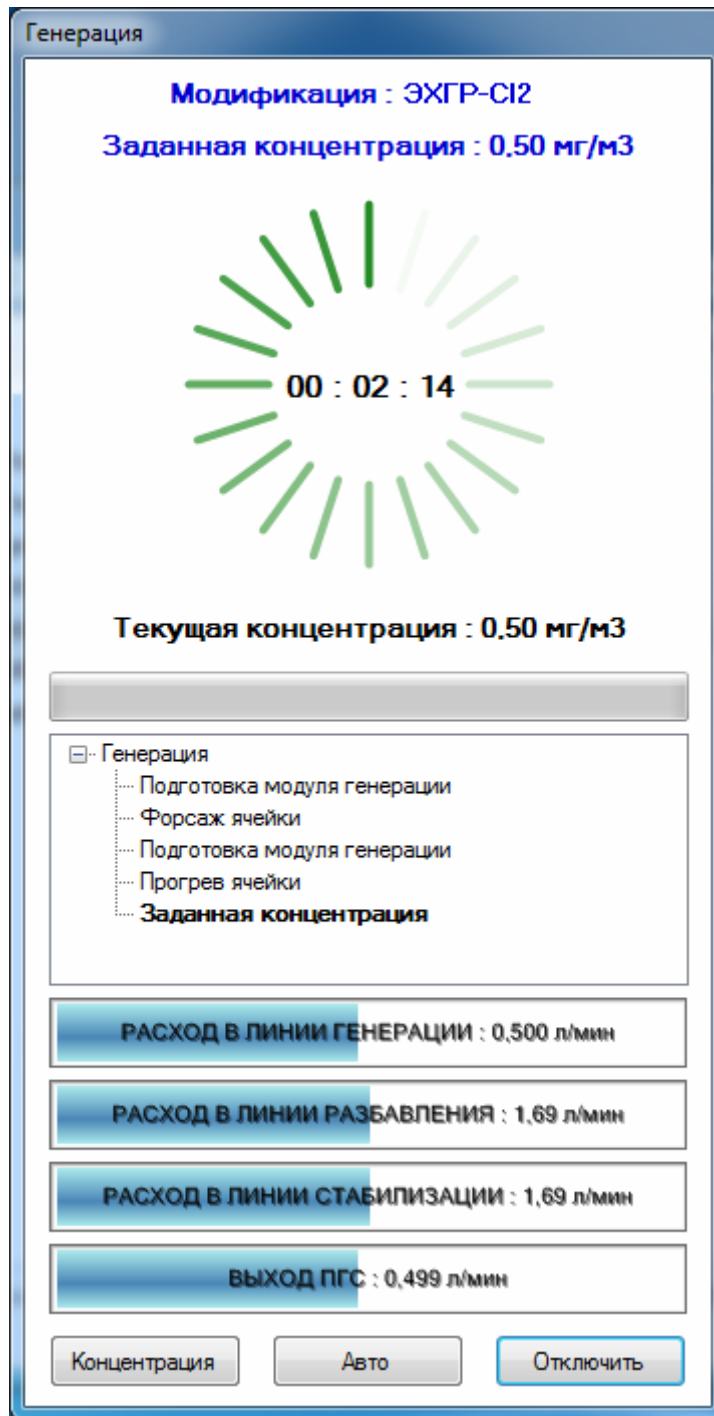 Генерация
Модификация : ЭХГР-Cl2
Заданная концентрация : 0,50 мг/м3
00 : 02 : 14
Текущая концентрация : 0,50 мг/м3
Генерация
Подготовка модуля генерации
Форсаж ячейки
Подготовка модуля генерации
Прогрев ячейки
Заданная концентрация
РАСХОД В ЛИНИИ ГЕНЕРАЦИИ : 0,500 л/мин
РАСХОД В ЛИНИИ РАЗБАВЛЕНИЯ : 1,69 л/мин
РАСХОД В ЛИНИИ СТАБИЛИЗАЦИИ : 1,69 л/мин
ВЫХОД ПГС : 0,499 л/мин
Концентрация Авто Отключить